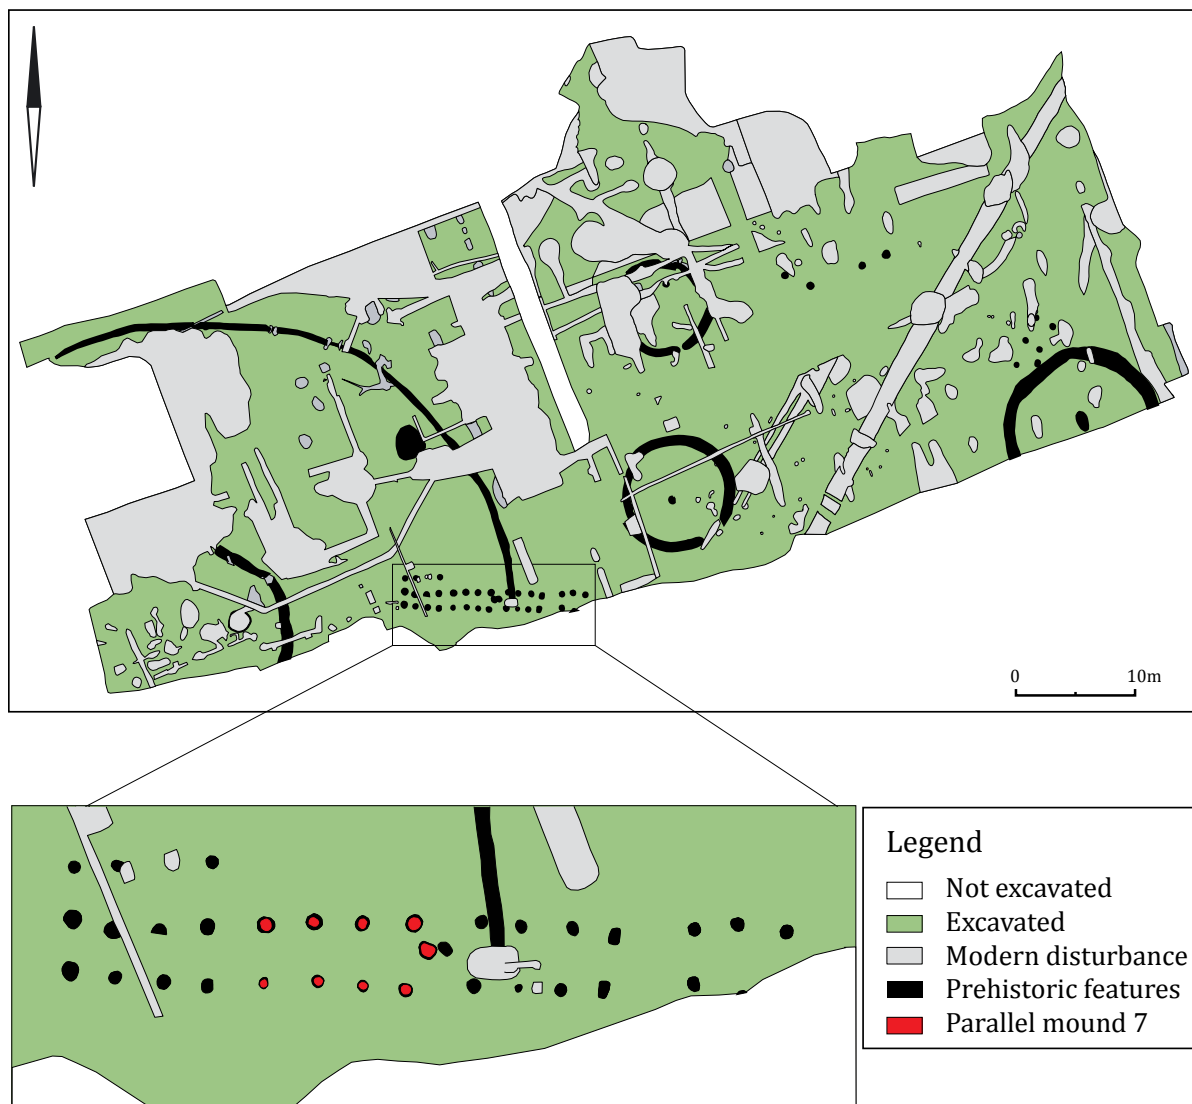 0 10m
Legend
Not excavated
Excavated
Modern disturbance
Prehistoric features
Parallel mound 7